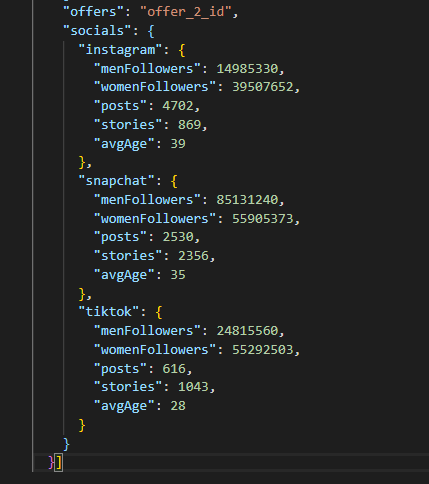 "offers": "offer_2_id",
"socials": {
"instagram": {
"menFollowers": 14985330,
"womenFollowers": 39507652,
"posts": 4702,
"stories": 869,
"avgAge": 39
},
"snapchat": {
"menFollowers": 85131240,
"womenFollowers": 55905373,
"posts": 2530,
"stories": 2356,
"avgAge": 35
},
"tiktok": {
"menFollowers": 24815560,
"womenFollowers": 55292503,
"posts": 616,
"stories": 1043,
"avgAge": 28
}
}
}]